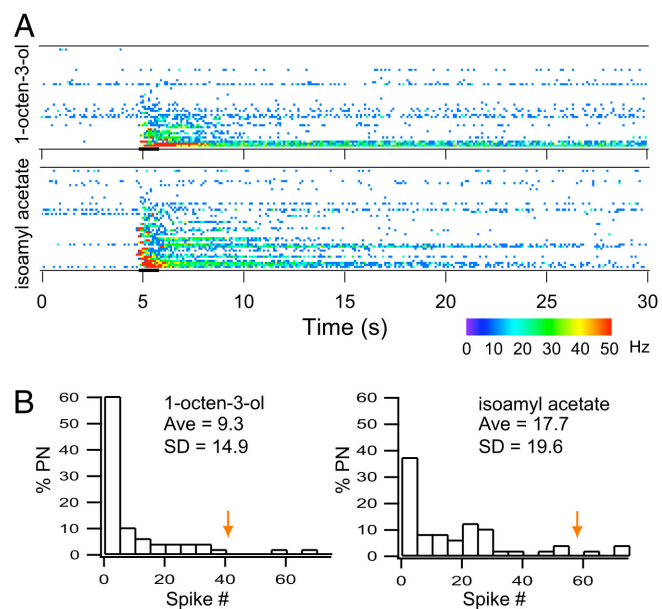 A
1-octen-3-ol
isoamyl acetate
0 5 10 15 20 25 30
Time (s)
0 10 20 30 40 50 Hz
B
60
50
40
30
20
10
0
% PN
1-octen-3-ol
Ave = 9.3
SD = 14.9
0 20 40 60
Spike #
60
50
40
30
20
10
0
% PN
isoamyl acetate
Ave = 17.7
SD = 19.6
0 20 40 60
Spike #